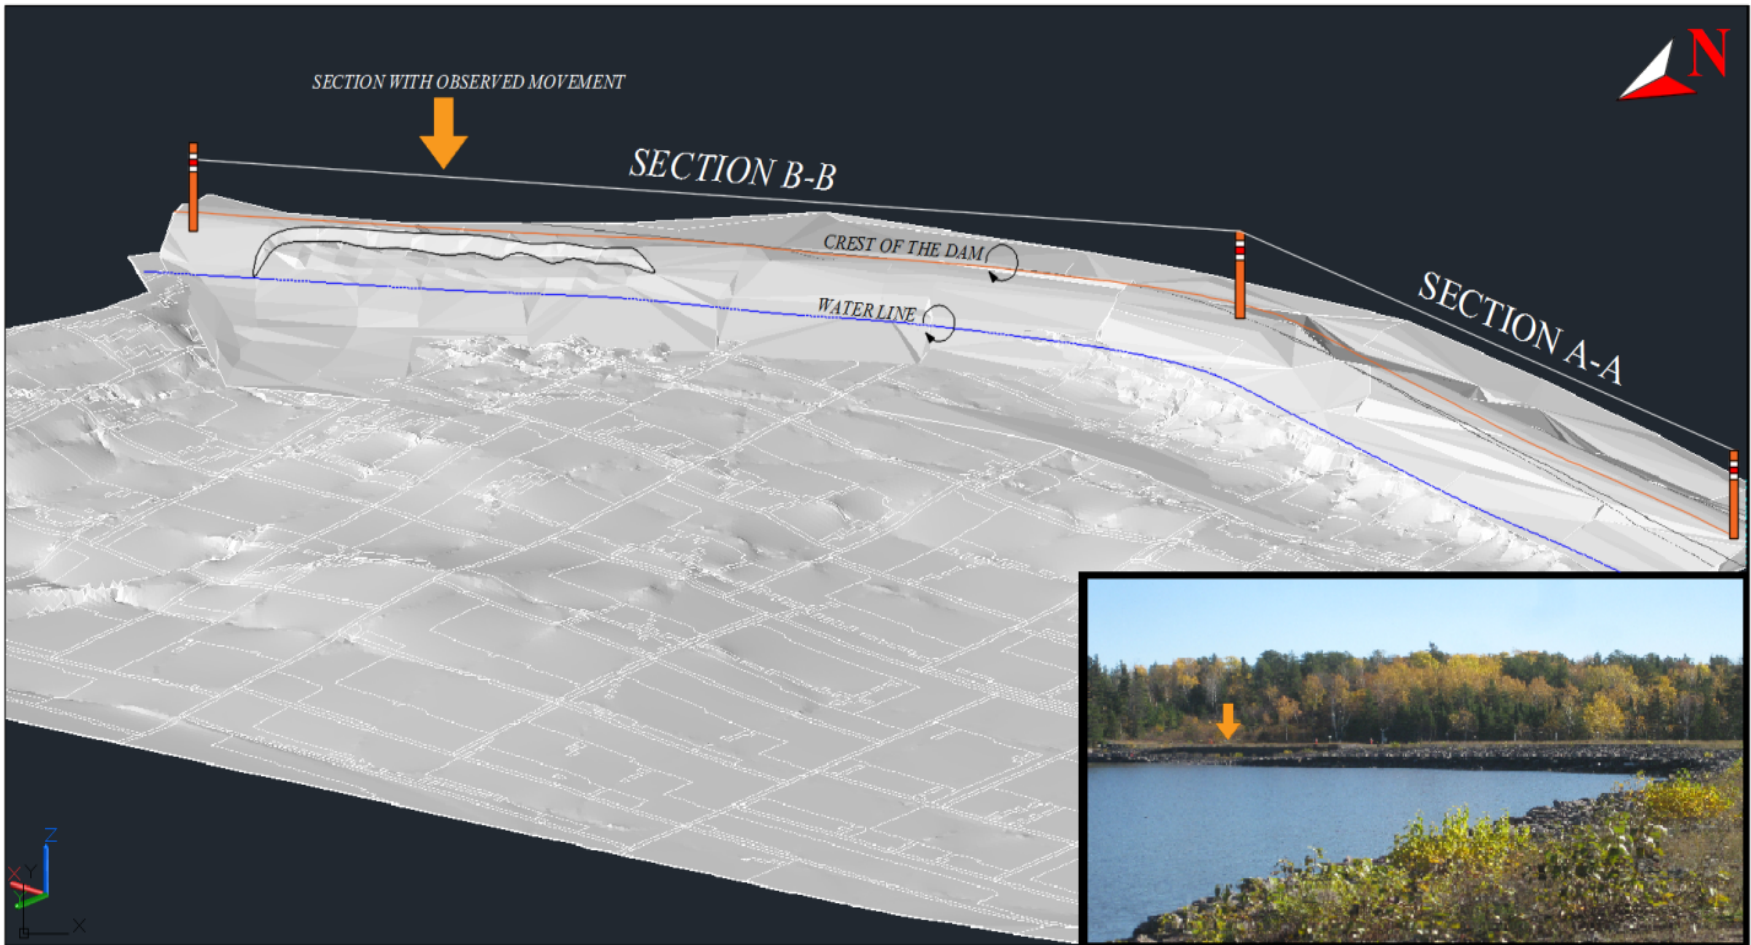 N
SECTION WITH OBSERVED MOVEMENT
SECTION B-B
CREST OF THE DAM
SECTION A-A
WATER LINE
Z
X Y
Y
X